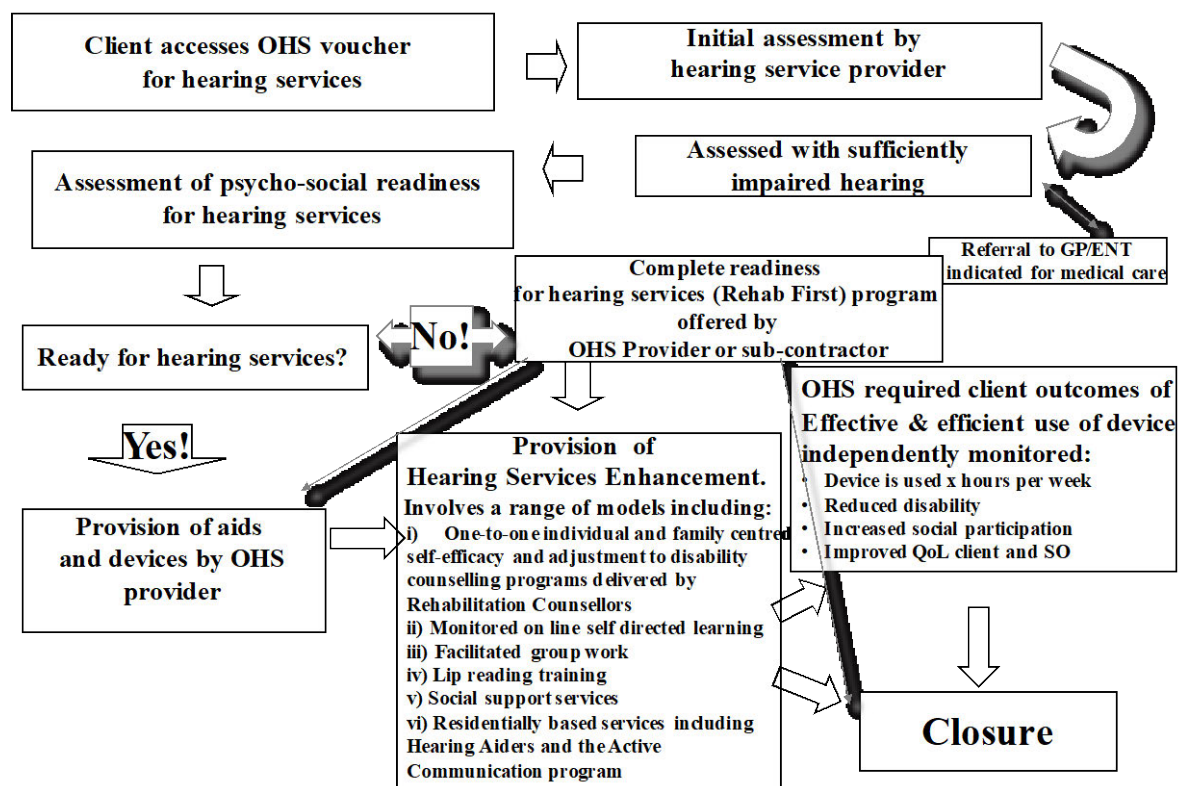 Client accesses OHS voucher
for hearing services
Initial assessment by
hearing service provider
Assessed with sufficiently
impaired hearing
Assessment of psycho-social readiness
for hearing services
Referral to GP/ENT
indicated for medical care
Complete readiness
for hearing services (Rehab First) program
offered by
OHS Provider or sub-contractor
No!
Ready for hearing services?
Yes!
Provision of aids
and devices by OHS
provider
Provision of
Hearing Services Enhancement.
Involves a range of models including:
i) One-to-one individual and family centred
self-efficacy and adjustment to disability
counselling programs delivered by
Rehabilitation Counsellors
ii) Monitored on line self directed learning
iii) Facilitated group work
iv) Lip reading training
v) Social support services
vi) Residentially based services including
Hearing Aiders and the Active
Communication program
OHS required client outcomes of
Effective & efficient use of device
independently monitored:
• Device is used x hours per week
• Reduced disability
• Increased social participation
• Improved QoL client and SO
Closure